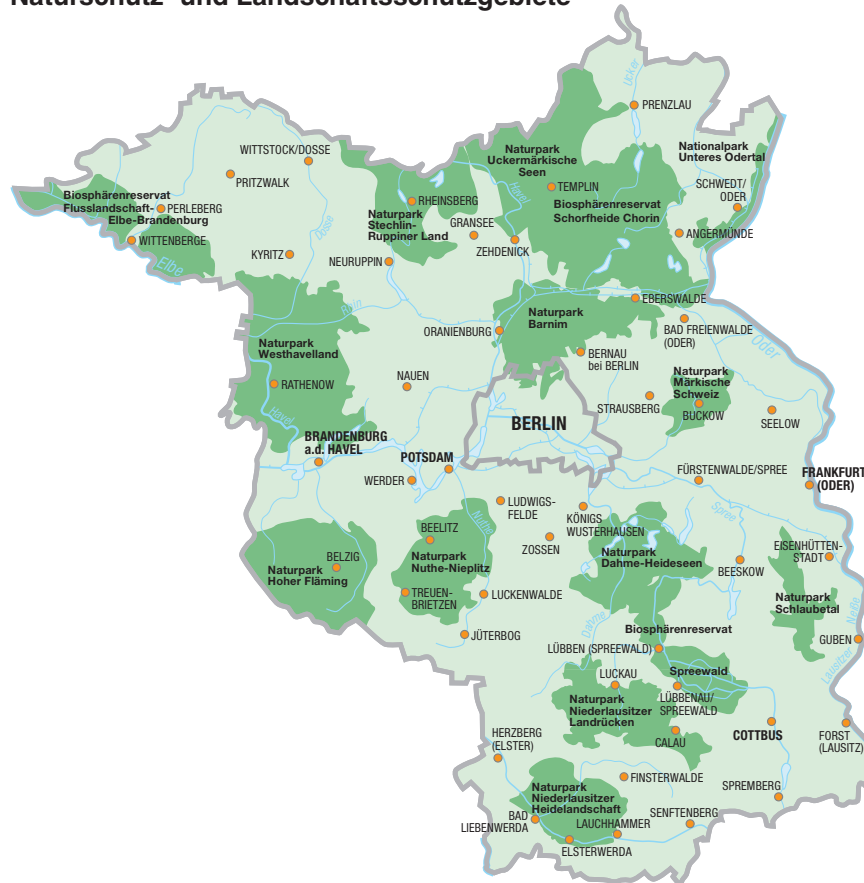 Naturschutz- und Landschaftsschutzgebiete
Ucker
PRENZLAU
WITTSTOCK/DOSSE
Naturpark
Uckermärkische
Seen
Nationalpark
Unteres Odertal
PRITZWALK
Havel
TEMPLIN
SCHWEDT/
ODER
Biosphärenreservat
Flusslandschaft-
Elbe-Brandenburg
PERLEBERG
RHEINSBERG
Naturpark
Stechlin-
Ruppiner Land
GRANSEE
Biosphärenreservat
Schorfheide Chorin
WITTENBERGE
Dosse
ZEHDENICK
ANGERMÜNDE
Elbe
KYRITZ
NEURUPPIN
EBERSWALDE
Rhin
Naturpark
Barnim
ORANIENBURG
BAD FREIENWALDE
(ODER)
Oder
Naturpark
Westhavelland
BERNAU
bei BERLIN
RATHENOW
NAUEN
Naturpark
Märkische
Schweiz
STRAUSBERG
BUCKOW
SEELOW
Havel
BERLIN
BRANDENBURG
a.d. HAVEL
POTSDAM
WERDER
FÜRSTENWALDE/SPREE
FRANKFURT
(ODER)
LUDWIGS-
FELDE
KÖNIGS
WUSTERHAUSEN
Spree
Nuthe
BEELITZ
ZOSSEN
Naturpark
Nuthe-Nieplitz
Naturpark
Dahme-Heideseen
EISENHÜTTEN-
STADT
BELZIG
Naturpark
Hoher Fläming
BEESKOW
TREUEN-
BRIETZEN
LUCKENWALDE
Naturpark
Schlaubetal
JÜTERBOG
Dahme
Biosphärenreservat
LÜBBEN (SPREEWALD)
GUBEN
Lausitzer Neiße
Spreewald
LUCKAU
LÜBBENAU/
SPREEWALD
Naturpark
Niederlausitzer
Landrücken
CALAU
COTTBUS
FORST
(LAUSITZ)
HERZBERG
(ELSTER)
FINSTERWALDE
SPREMBERG
Naturpark
Niederlausitzer
Heidelandschaft
BAD
LIEBENWERDA
LAUCHHAMMER
SENFTENBERG
ELSTERWERDA